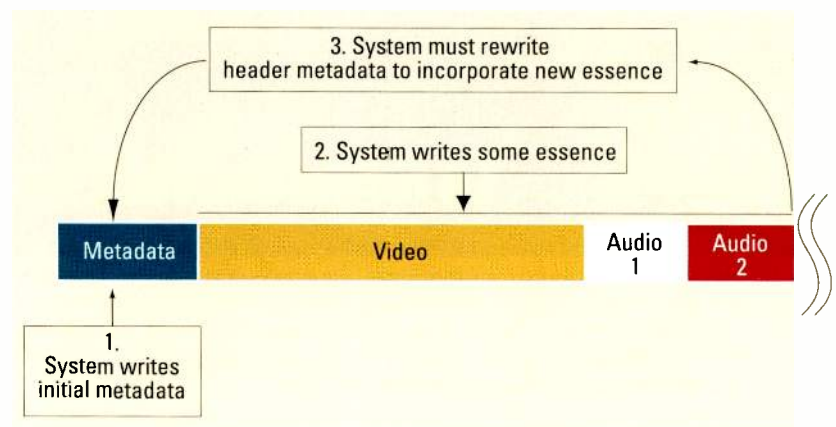 3. System must rewrite
header metadata to incorporate new essence
2. System writes some essence
Metadata
Video
Audio
1
Audio
2
1.
System writes
initial metadata